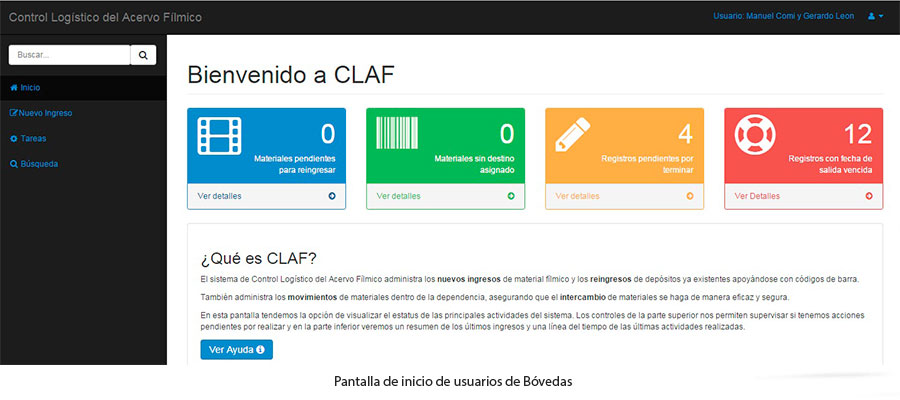 Control Logístico del Acervo Fílmico
Usuario: Manuel Comi y Gerardo Leon
Buscar...
Inicio
Nuevo Ingreso
Tareas
Búsqueda
Bienvenido a CLAF
0
Materiales pendientes
para reingresar
Ver detalles
0
Materiales sin destino
asignado
Ver detalles
4
Registros pendientes por
terminar
Ver detalles
12
Registros con fecha de
salida vencida
Ver Detalles
¿Qué es CLAF?
El sistema de Control Logístico del Acervo Fílmico administra los nuevos ingresos de material fílmico y los reingresos de depósitos ya existentes apoyándose con códigos de barra.
También administra los movimientos de materiales dentro de la dependencia, asegurando que el intercambio de materiales se haga de manera eficaz y segura.
En esta pantalla tendemos la opción de visualizar el estatus de las principales actividades del sistema. Los controles de la parte superior nos permiten supervisar si tenemos acciones
pendientes por realizar y en la parte inferior veremos un resumen de los últimos ingresos y una línea del tiempo de las últimas actividades realizadas.
Ver Ayuda
Pantalla de inicio de usuarios de Bóvedas